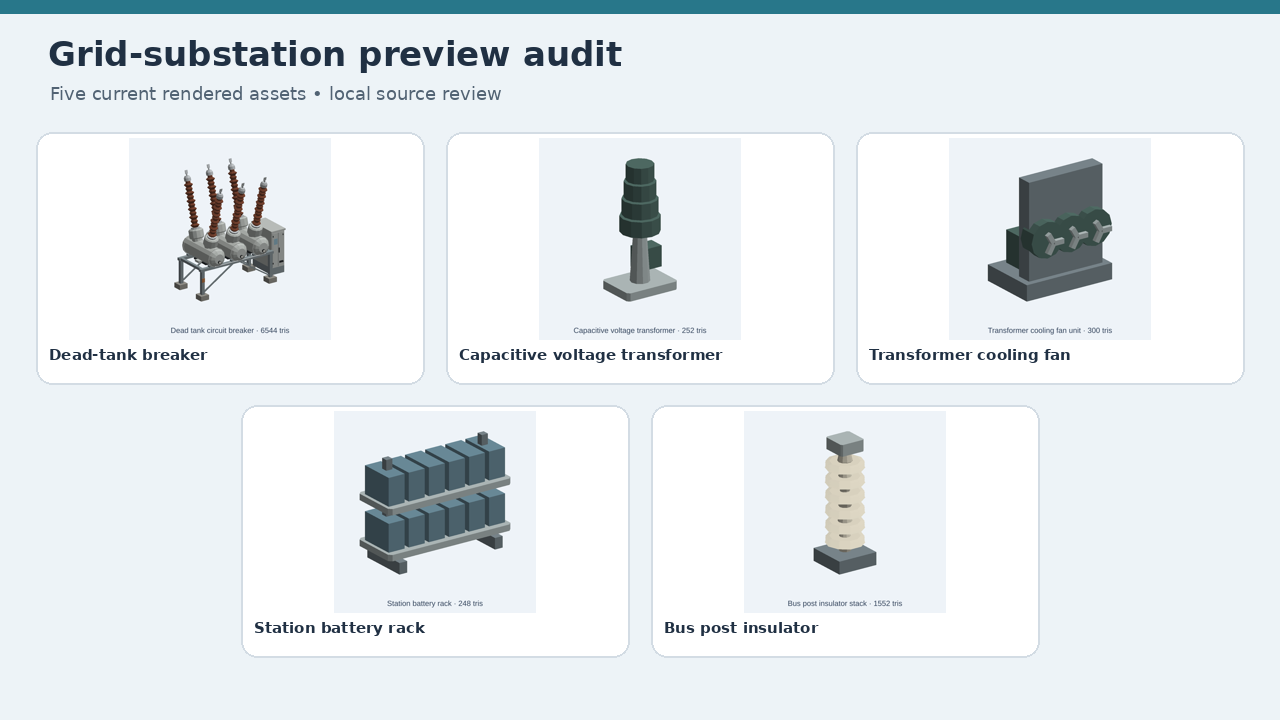 Grid-substation preview audit
Five current rendered assets • local source review
Dead tank circuit breaker · 6544 tris
Dead-tank breaker
Capacitive voltage transformer · 252 tris
Capacitive voltage transformer
Transformer cooling fan unit · 300 tris
Transformer cooling fan
Station battery rack · 248 tris
Station battery rack
Bus post insulator stack · 1552 tris
Bus post insulator